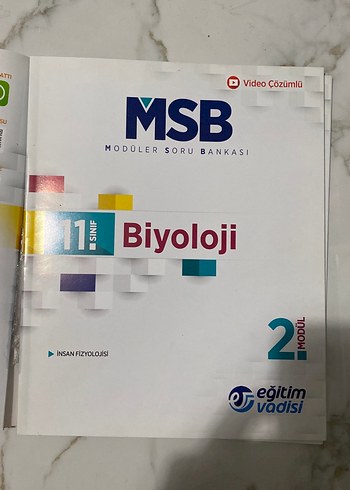 Video Çözümlü
MSB
MODÜLER SORU BANKASI
11. SINIF
Biyoloji
2. MODÜL
İNSAN FİZYOLOJİSİ
eğitim
vadisi